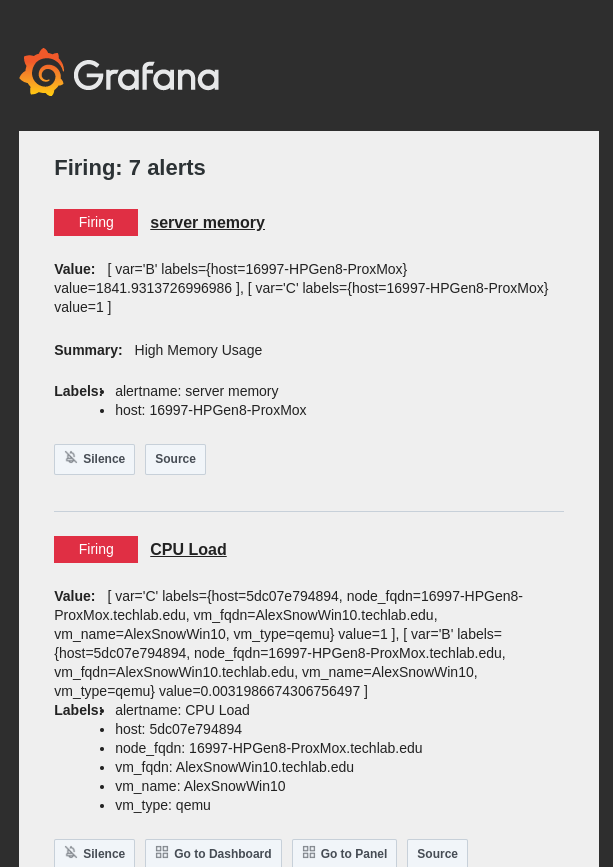 Grafana
Firing: 7 alerts
Firing server memory
Value: [ var='B' labels={host=16997-HPGen8-ProxMox}
value=1841.9313726996986 ], [ var='C' labels={host=16997-HPGen8-ProxMox}
value=1 ]
Summary: High Memory Usage
Labels: • alertname: server memory
• host: 16997-HPGen8-ProxMox
Silence Source
Firing CPU Load
Value: [ var='C' labels={host=5dc07e794894, node_fqdn=16997-HPGen8-
ProxMox.techlab.edu, vm_fqdn=AlexSnowWin10.techlab.edu,
vm_name=AlexSnowWin10, vm_type=qemu} value=1 ], [ var='B' labels=
{host=5dc07e794894, node_fqdn=16997-HPGen8-ProxMox.techlab.edu,
vm_fqdn=AlexSnowWin10.techlab.edu, vm_name=AlexSnowWin10,
vm_type=qemu} value=0.0031986674306756497 ]
Labels: • alertname: CPU Load
• host: 5dc07e794894
• node_fqdn: 16997-HPGen8-ProxMox.techlab.edu
• vm_fqdn: AlexSnowWin10.techlab.edu
• vm_name: AlexSnowWin10
• vm_type: qemu
Silence Go to Dashboard Go to Panel Source